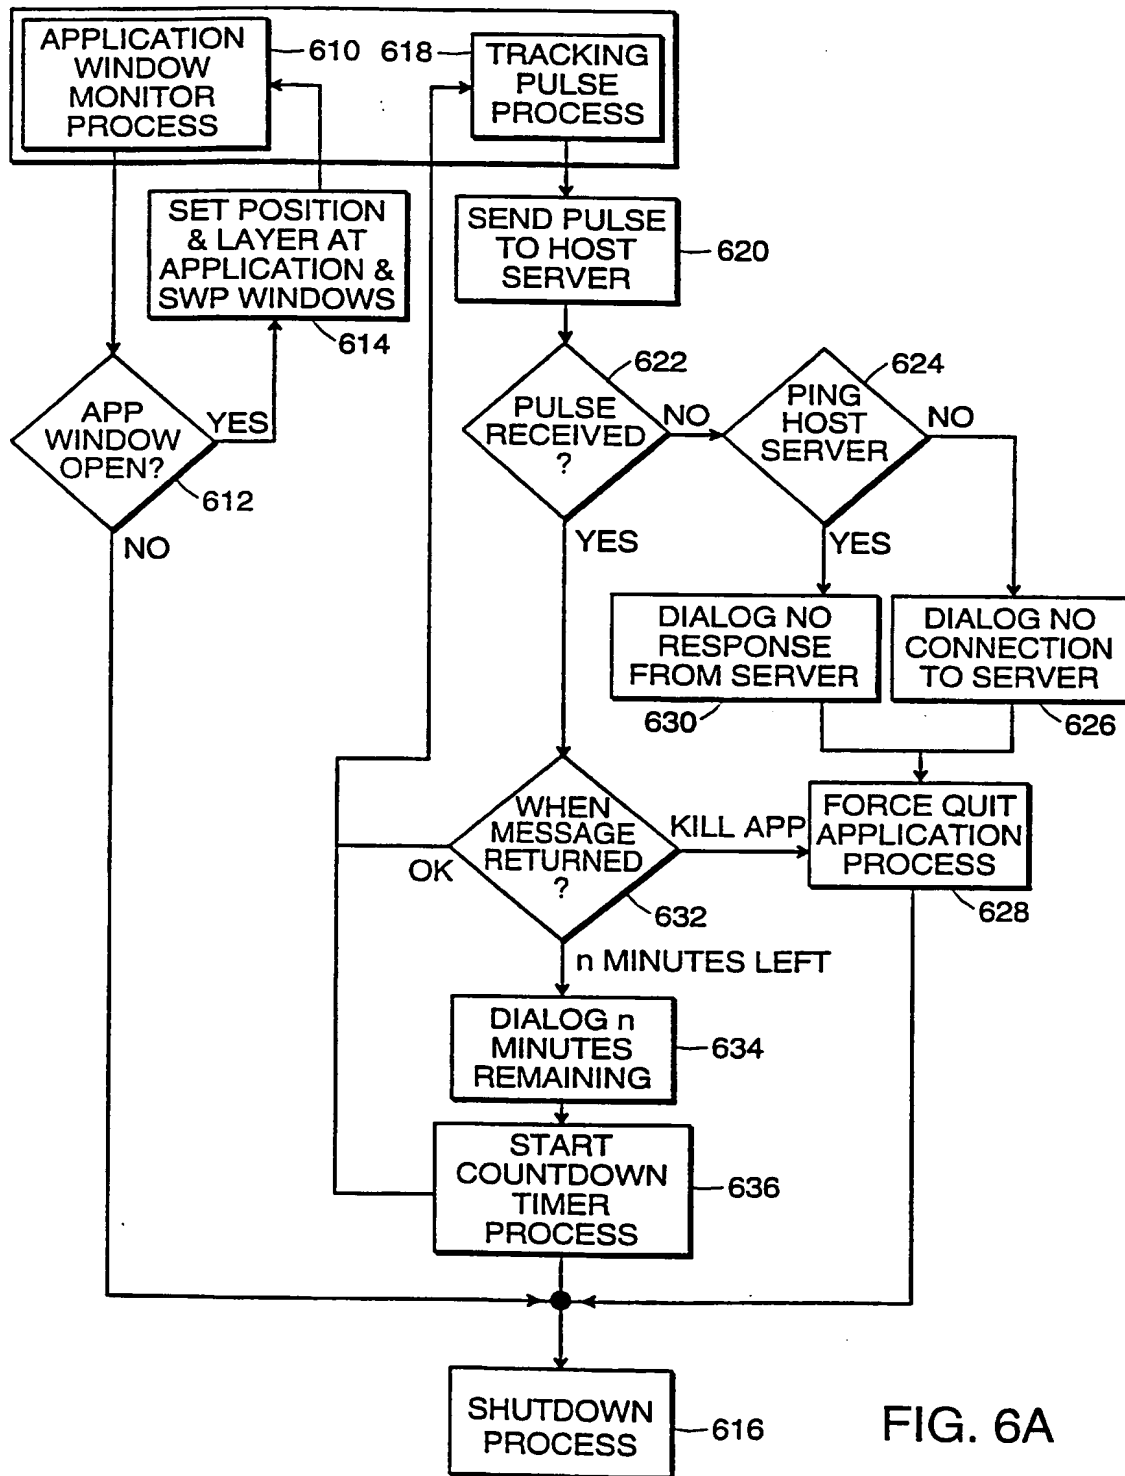 APPLICATION
WINDOW
MONITOR
PROCESS
610
618
TRACKING
PULSE
PROCESS
SET POSITION
& LAYER AT
APPLICATION &
SWP WINDOWS
614
SEND PULSE
TO HOST
SERVER
620
APP
WINDOW
OPEN?
YES
612
NO
PULSE
RECEIVED
?
622
NO
YES
PING
HOST
SERVER
624
NO
YES
DIALOG NO
RESPONSE
FROM SERVER
630
DIALOG NO
CONNECTION
TO SERVER
626
WHEN
MESSAGE
RETURNED
?
OK
KILL APP
632
n MINUTES LEFT
FORCE QUIT
APPLICATION
PROCESS
628
DIALOG n
MINUTES
REMAINING
634
START
COUNTDOWN
TIMER
PROCESS
636
SHUTDOWN
PROCESS
616
FIG. 6A